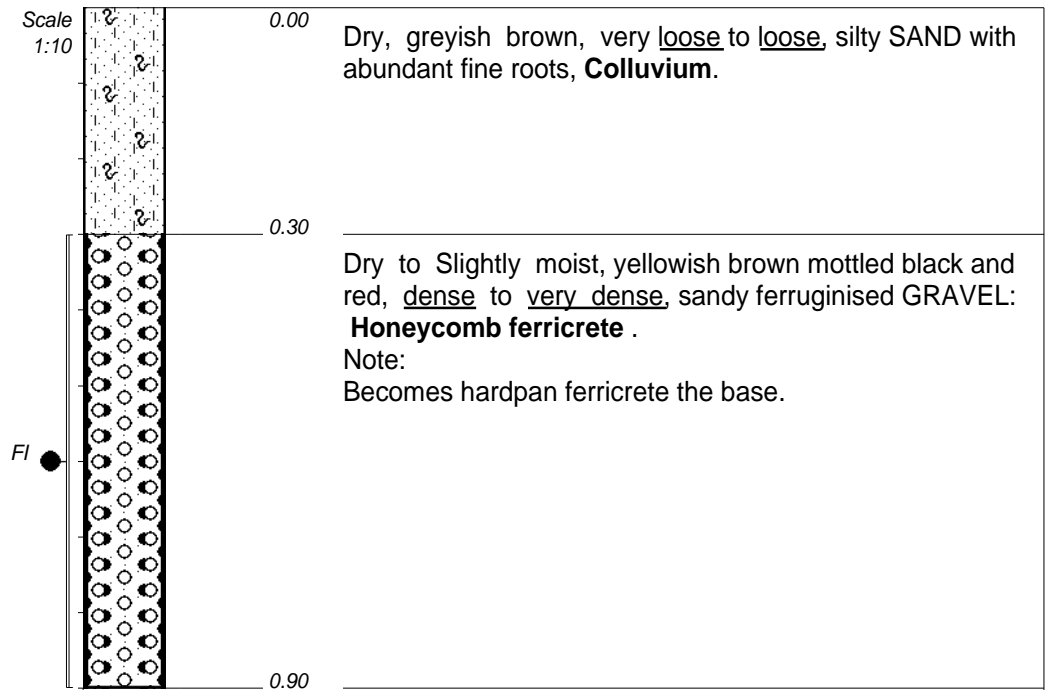 Scale
1:10
0.00
Dry, greyish brown, very loose to loose, silty SAND with
abundant fine roots, Colluvium.
0.30
Dry to Slightly moist, yellowish brown mottled black and
red, dense to very dense, sandy ferruginised GRAVEL:
Honeycomb ferricrete .
Note:
Becomes hardpan ferricrete the base.
FI
0.90